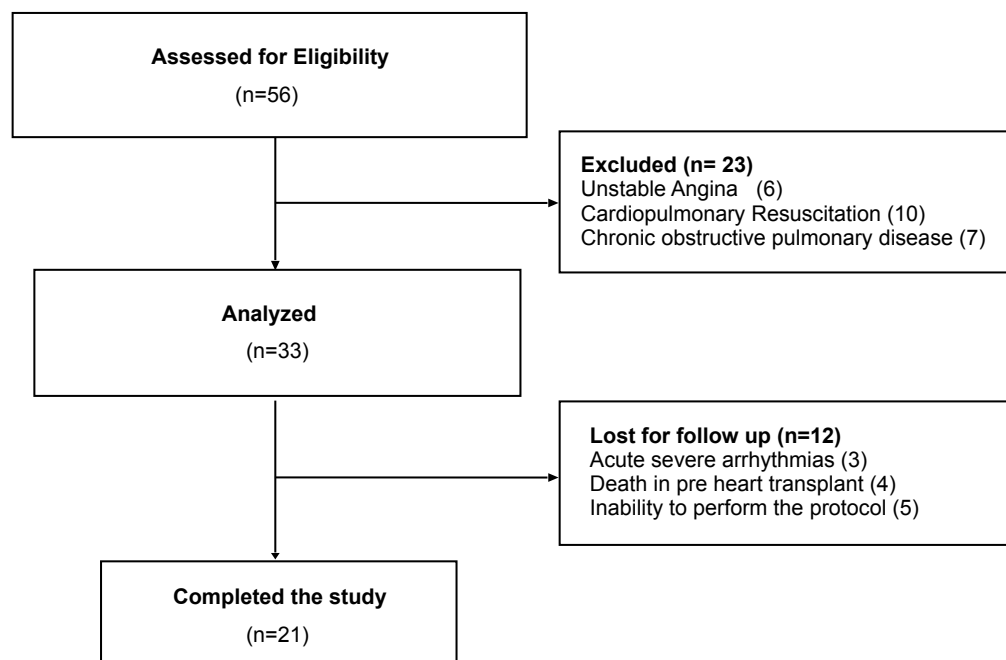 Assessed for Eligibility
(n=56)
Excluded (n= 23)
Unstable Angina (6)
Cardiopulmonary Resuscitation (10)
Chronic obstructive pulmonary disease (7)
Analyzed
(n=33)
Lost for follow up (n=12)
Acute severe arrhythmias (3)
Death in pre heart transplant (4)
Inability to perform the protocol (5)
Completed the study
(n=21)